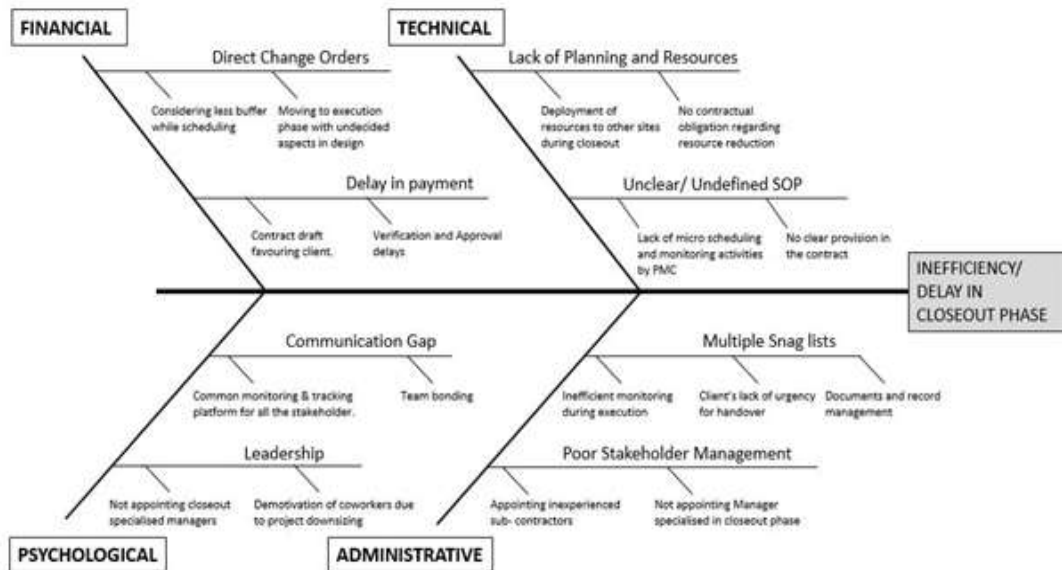 FINANCIAL
Direct Change Orders
Considering less buffer
while scheduling
Moving to execution
phase with undecided
aspects in design
Delay in payment
Contract draft
favouring client.
Verification and Approval
delays
TECHNICAL
Lack of Planning and Resources
Deployment of
resources to other sites
during closeout
No contractual
obligation regarding
resource reduction
Unclear/ Undefined SOP
Lack of micro scheduling
and monitoring activities
by PMC
No clear provision in
the contract
INEFFICIENCY/
DELAY IN
CLOSEOUT PHASE
Communication Gap
Common monitoring & tracking
platform for all the stakeholder.
Team bonding
Leadership
Not appointing closeout
specialised managers
Demotivation of coworkers due
to project downsizing
PSYCHOLOGICAL
Multiple Snag lists
Inefficient monitoring
during execution
Client's lack of urgency
for handover
Documents and record
management
Poor Stakeholder Management
Appointing inexperienced
sub- contractors
Not appointing Manager
specialised in closeout phase
ADMINISTRATIVE